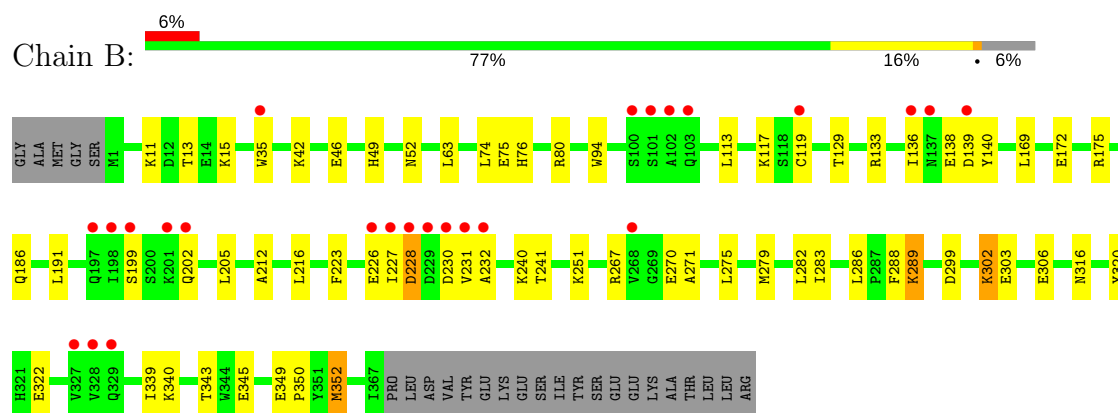 6%
Chain B:
77% 16% • 6%
GLY ALA MET GLY SER M1 K11 D12 T13 E14 K15 W35 K42 E46 H49 N52 L63 L74 E75 H76 R80 W94 S100 S101 A102 Q103 L113 K117 S118 C119 T129 R133 I136 N137 E138 D139 Y140 L169 E172 R175
Q186 L191 Q197 I198 S199 S200 K201 Q202 L205 A212 L216 F223 E226 I227 D228 D229 D230 V231 A232 K240 T241 K251 R267 V268 G269 E270 A271 L275 M279 L282 I283 L286 P287 F288 K289 D299 K302 E303 E306 N316 Y320
H321 E322 V327 V328 Q329 I339 K340 T343 W344 E345 E349 P350 Y351 M352 I367 PRO LEU ASP VAL TYR GLU LYS GLU SER ILE TYR SER GLU GLU LYS ALA THR LEU LEU ARG